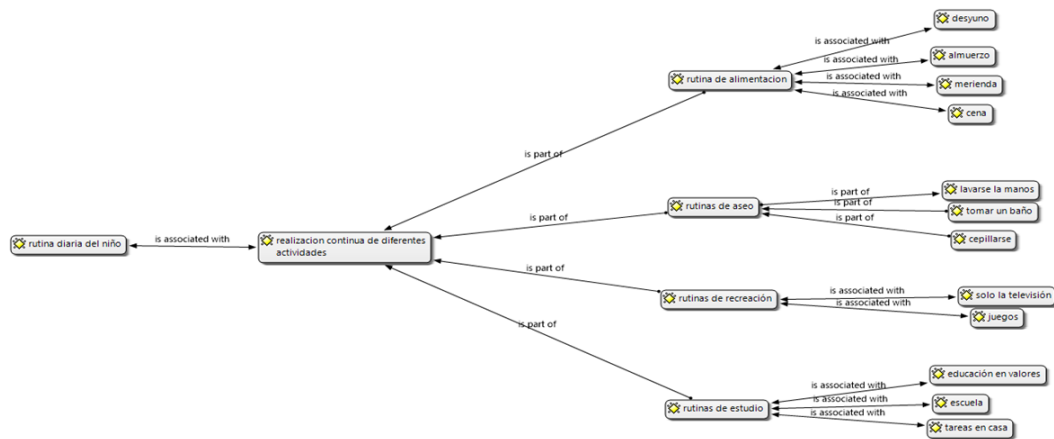 desyuno
is associated with
almuerzo
is associated with
rutina de alimentacion
is associated with
merienda
is associated with
cena
is part of
is part of
lavarse la manos
rutinas de aseo
is part of
tomar un baño
is part of
is part of
cepillarse
rutina diaria del niño
is associated with
realizacion continua de diferentes
actividades
is part of
is associated with
solo la televisión
rutinas de recreación
is associated with
juegos
is part of
educación en valores
is associated with
is associated with
escuela
rutinas de estudio
is associated with
tareas en casa